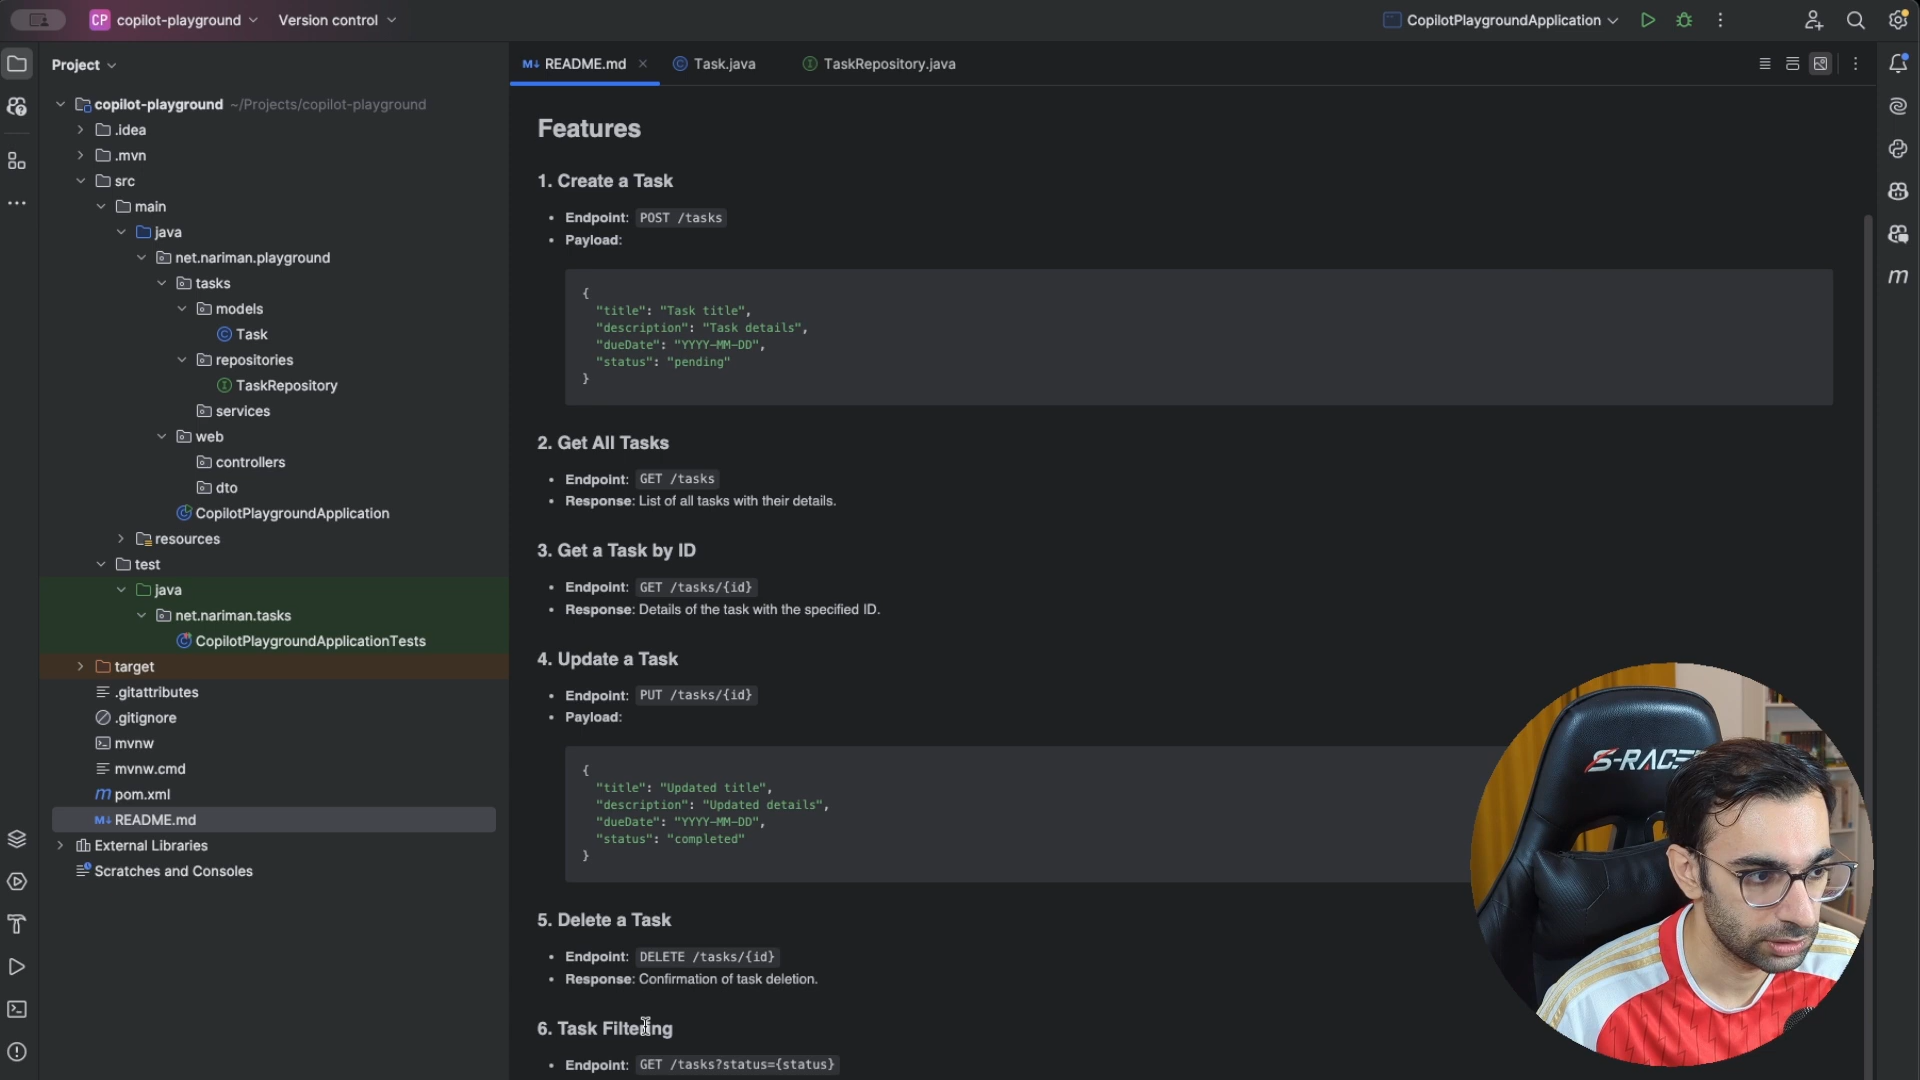 CP copilot-playground Version control CopilotPlaygroundApplication
Project
README.md Task.java TaskRepository.java
copilot-playground ~/Projects/copilot-playground
.idea
.mvn
src
main
java
net.nariman.playground
tasks
models
Task
repositories
TaskRepository
services
web
controllers
dto
CopilotPlaygroundApplication
resources
test
java
net.nariman.tasks
CopilotPlaygroundApplicationTests
target
.gitattributes
.gitignore
mvnw
mvnw.cmd
pom.xml
README.md
External Libraries
Scratches and Consoles
Features
1. Create a Task
• Endpoint: POST /tasks
• Payload:
{
"title": "Task title",
"description": "Task details",
"dueDate": "YYYY-MM-DD",
"status": "pending"
}
2. Get All Tasks
• Endpoint: GET /tasks
• Response: List of all tasks with their details.
3. Get a Task by ID
• Endpoint: GET /tasks/{id}
• Response: Details of the task with the specified ID.
4. Update a Task
• Endpoint: PUT /tasks/{id}
• Payload:
{
"title": "Updated title",
"description": "Updated details",
"dueDate": "YYYY-MM-DD",
"status": "completed"
}
5. Delete a Task
• Endpoint: DELETE /tasks/{id}
• Response: Confirmation of task deletion.
6. Task Filtering
• Endpoint: GET /tasks?status={status}